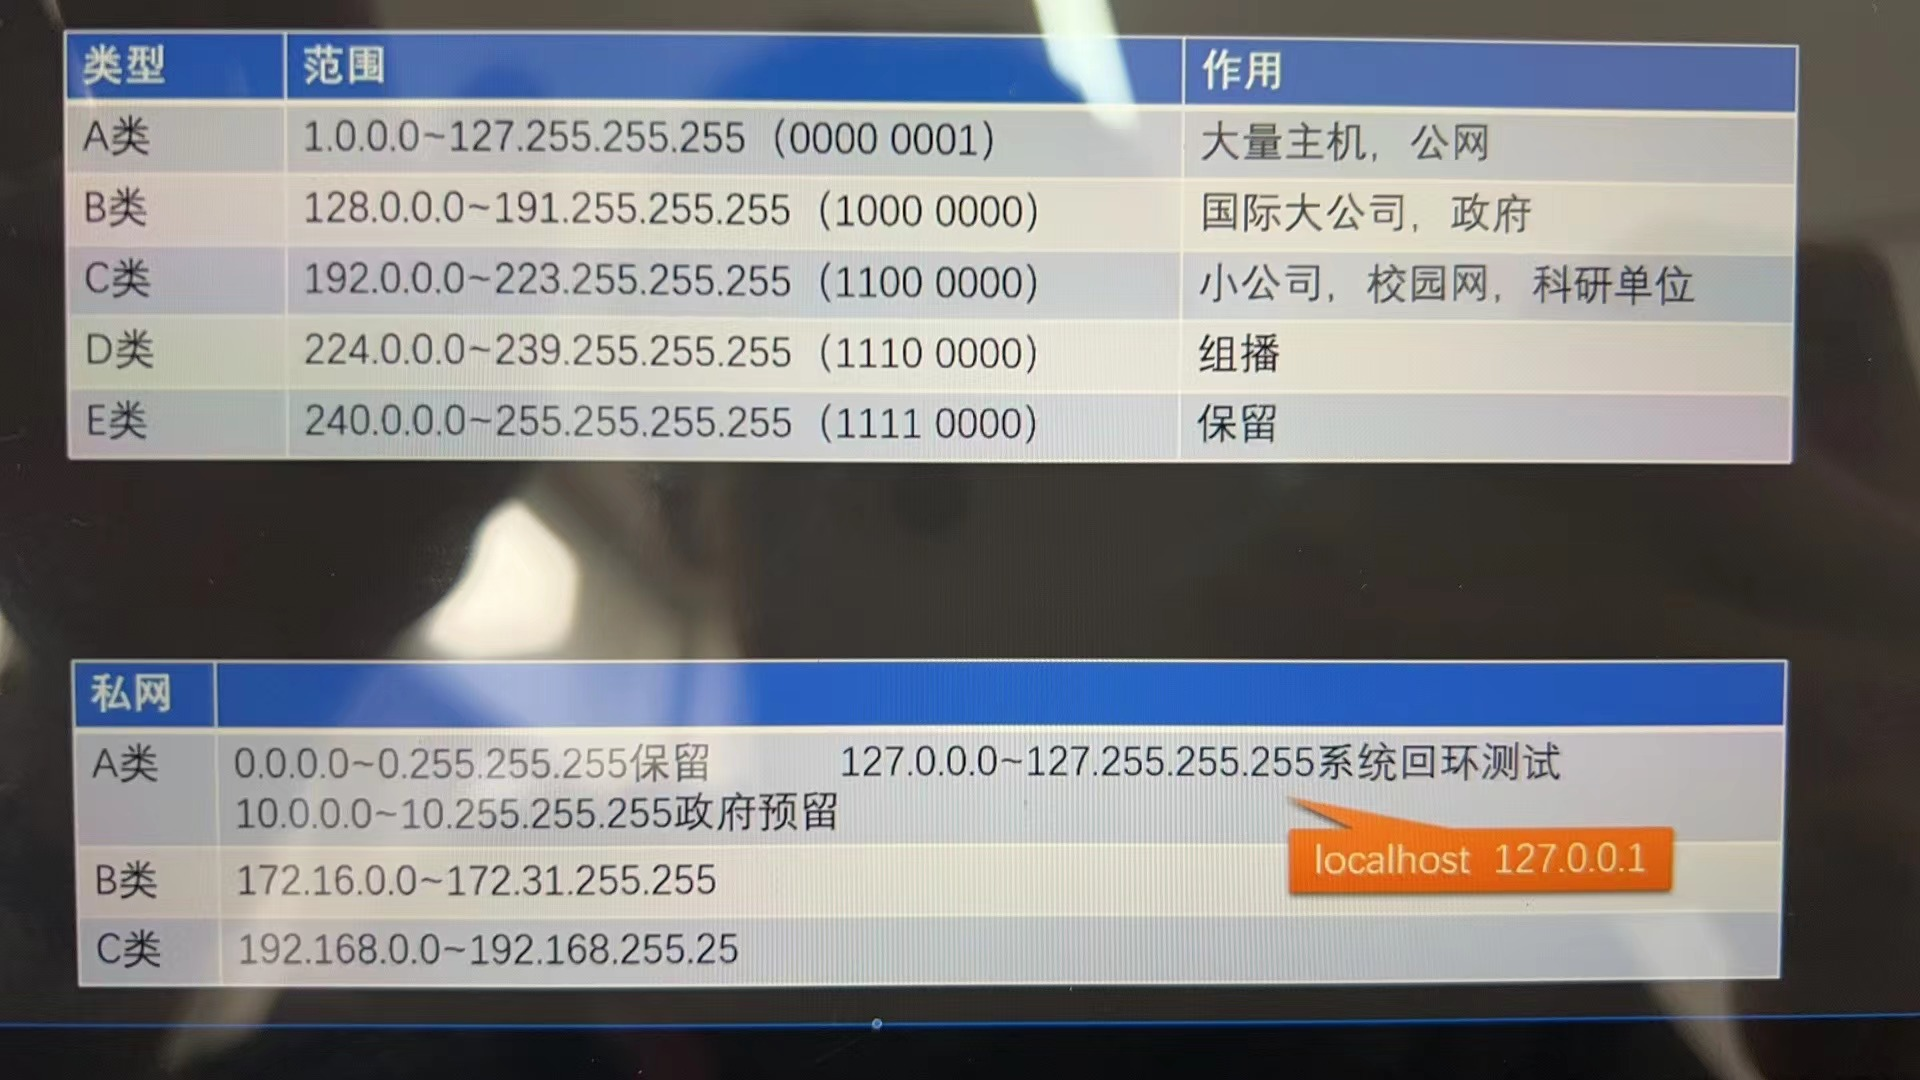 类型 范围 作用
A类 1.0.0.0~127.255.255.255（0000 0001） 大量主机，公网
B类 128.0.0.0~191.255.255.255（1000 0000） 国际大公司，政府
C类 192.0.0.0~223.255.255.255（1100 0000） 小公司，校园网，科研单位
D类 224.0.0.0~239.255.255.255（1110 0000） 组播
E类 240.0.0.0~255.255.255.255（1111 0000） 保留
私网
A类 0.0.0.0~0.255.255.255保留 127.0.0.0~127.255.255.255系统回环测试
10.0.0.0~10.255.255.255政府预留
localhost 127.0.0.1
B类 172.16.0.0~172.31.255.255
C类 192.168.0.0~192.168.255.25